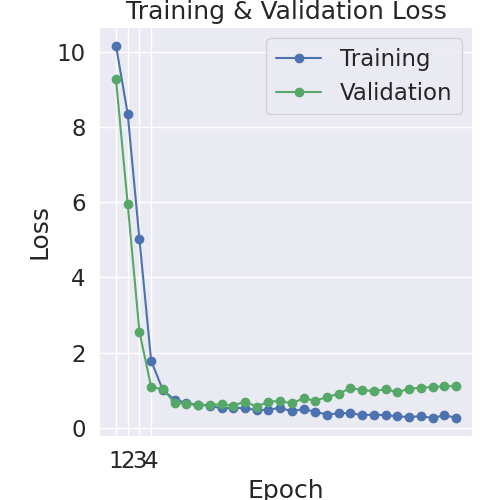 Training & Validation Loss
10
8
6
4
2
0
Loss
Training
Validation
1234
Epoch